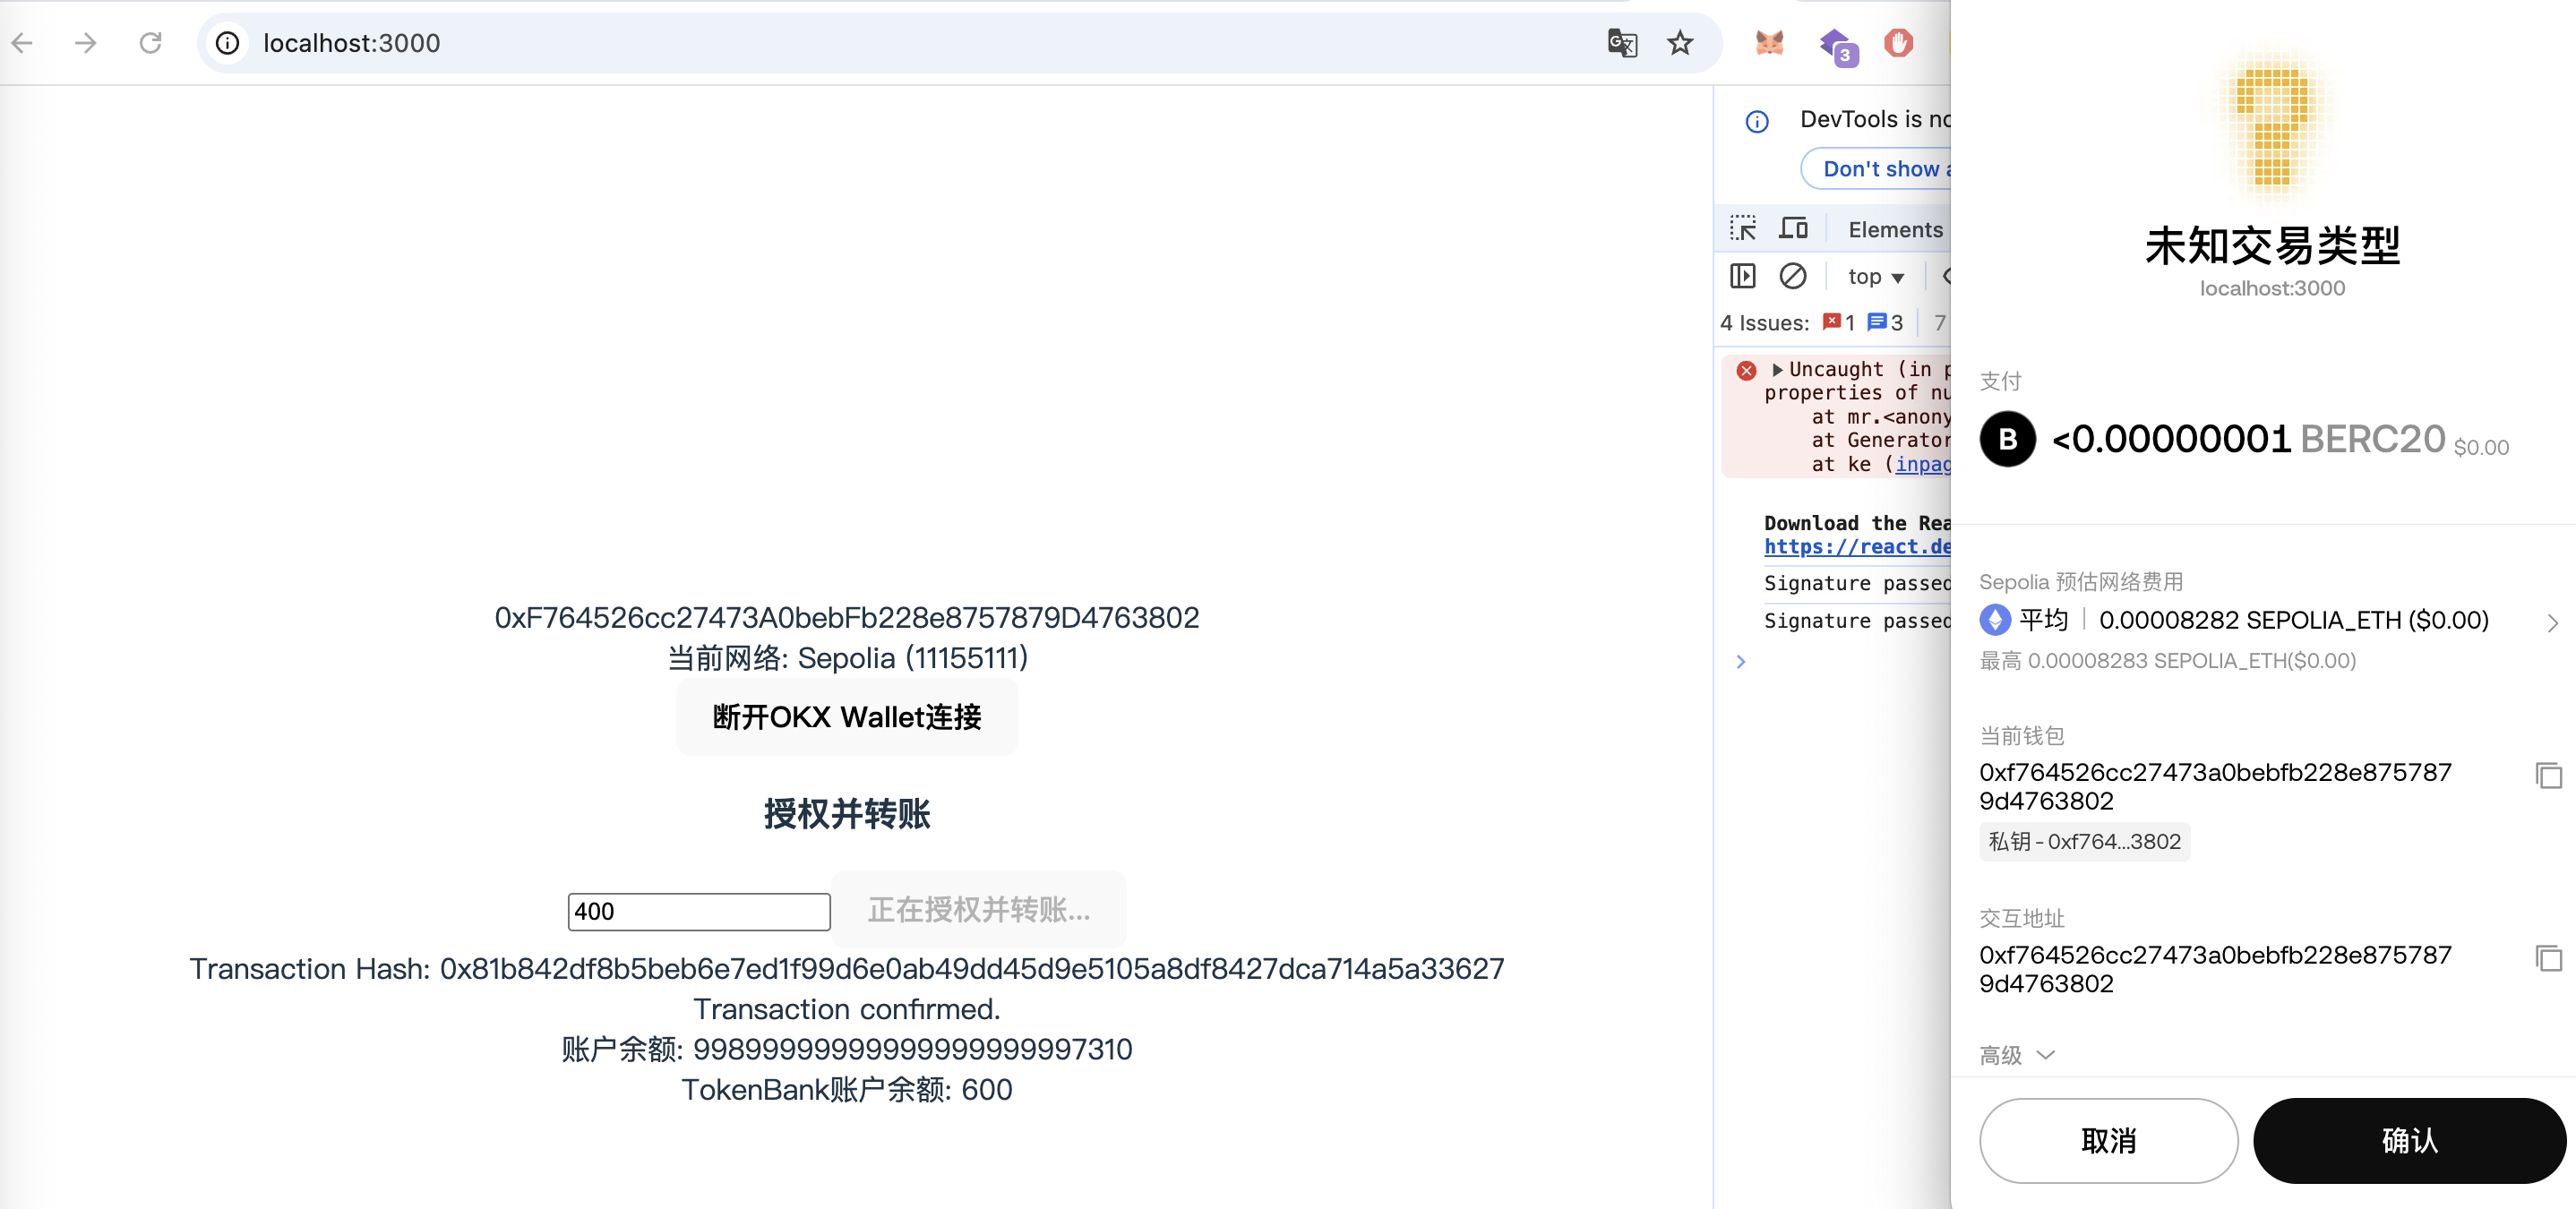 localhost:3000
3
0xF764526cc27473A0bebFb228e8757879D4763802
当前网络: Sepolia (11155111)
断开OKX Wallet连接
授权并转账
400
正在授权并转账...
Transaction Hash: 0x81b842df8b5beb6e7ed1f99d6e0ab49dd45d9e5105a8df8427dca714a5a33627
Transaction confirmed.
账户余额: 99899999999999999999997310
TokenBank账户余额: 600
DevTools is no
Don't show a
Elements
top
4 Issues: 1 3 7
Uncaught (in p
properties of nu
at mr.<anony
at Generator
at ke (inpag
Download the Rea
https://react.de
Signature passed
Signature passed
未知交易类型
localhost:3000
支付
B <0.00000001 BERC20 $0.00
Sepolia 预估网络费用
平均 | 0.00008282 SEPOLIA_ETH ($0.00)
最高 0.00008283 SEPOLIA_ETH($0.00)
当前钱包
0xf764526cc27473a0bebfb228e875787
9d4763802
私钥 - 0xf764...3802
交互地址
0xf764526cc27473a0bebfb228e875787
9d4763802
高级
取消
确认